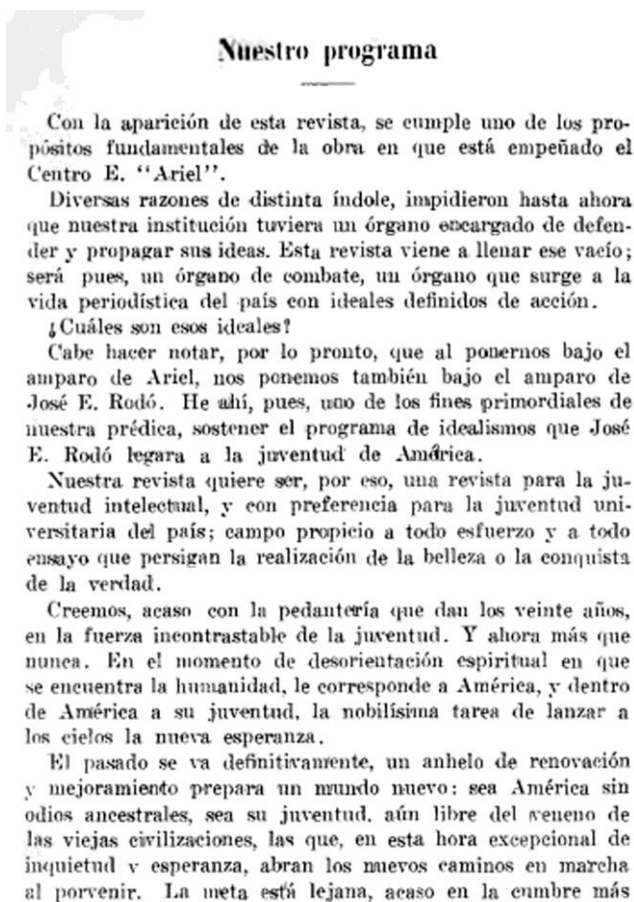 Nuestro programa
Con la aparición de esta revista, se cumple uno de los pro-
pósitos fundamentales de la obra en que está empeñado el
Centro E. "Ariel".
Diversas razones de distinta índole, impidieron hasta ahora
que nuestra institución tuviera un órgano encargado de defen-
der y propagar sus ideas. Esta revista viene a llenar ese vacío;
será pues, un órgano de combate, un órgano que surge a la
vida periodística del país con ideales definidos de acción.
¿Cuáles son esos ideales?
Cabe hacer notar, por lo pronto, que al ponernos bajo el
amparo de Ariel, nos ponemos también bajo el amparo de
José E. Rodó. He ahí, pues, uno de los fines primordiales de
nuestra prédica, sostener el programa de idealismos que José
E. Rodó legara a la juventud de América.
Nuestra revista quiere ser, por eso, una revista para la ju-
ventud intelectual, y con preferencia para la juventud uni-
versitaria del país; campo propicio a todo esfuerzo y a todo
ensayo que persigan la realización de la belleza o la conquista
de la verdad.
Creemos, acaso con la pedantería que dan los veinte años,
en la fuerza incontrastable de la juventud. Y ahora más que
nunca. En el momento de desorientación espiritual en que
se encuentra la humanidad, le corresponde a América, y dentro
de América a su juventud, la nobilísima tarea de lanzar a
los cielos la nueva esperanza.
El pasado se va definitivamente, un anhelo de renovación
y mejoramiento prepara un mundo nuevo: sea América sin
odios ancestrales, sea su juventud. aún libre del veneno de
las viejas civilizaciones, las que, en esta hora excepcional de
inquietud y esperanza, abran los nuevos caminos en marcha
al porvenir. La meta está lejana, acaso en la cumbre más